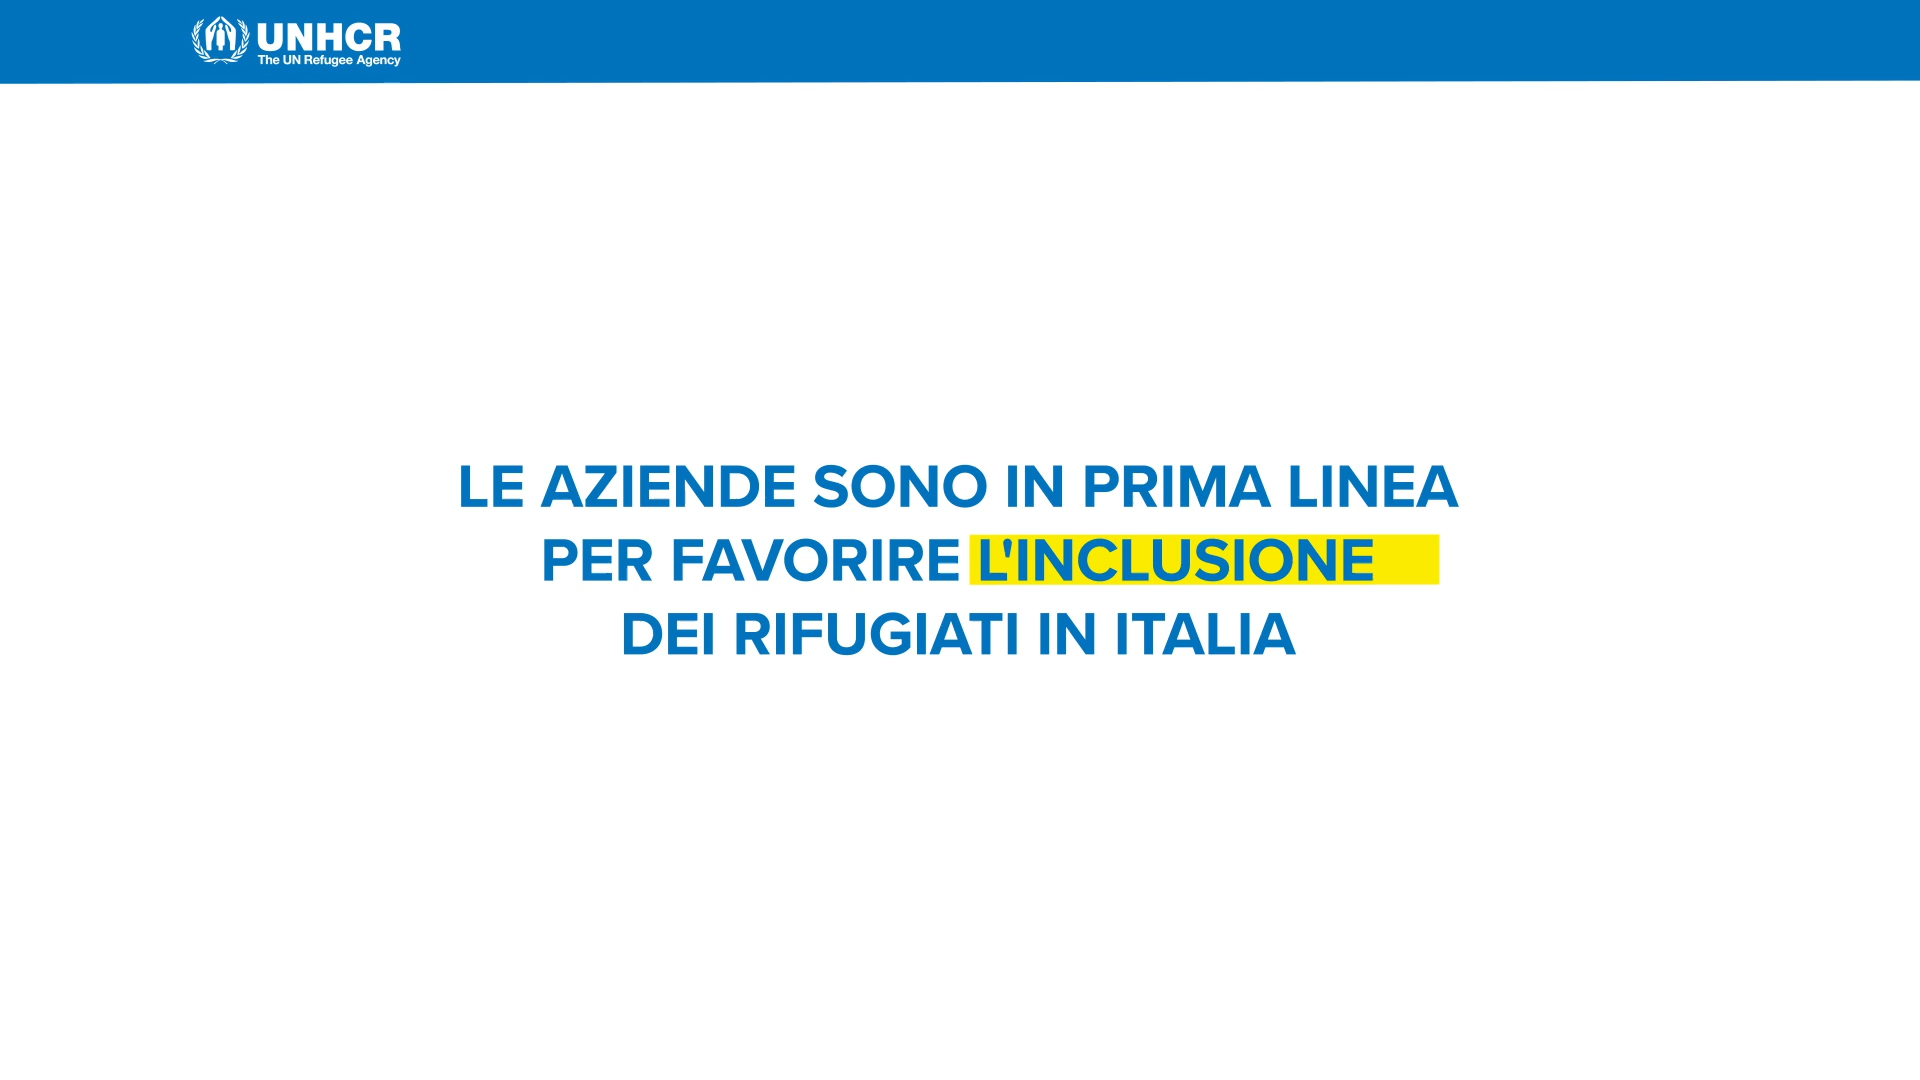 UNHCR
The UN Refugee Agency
LE AZIENDE SONO IN PRIMA LINEA
PER FAVORIRE L'INCLUSIONE
DEI RIFUGIATI IN ITALIA